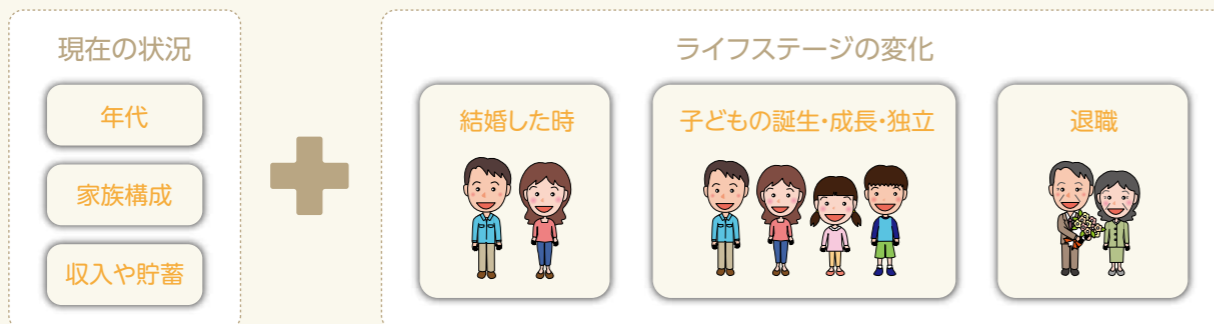 現在の状況
年代
家族構成
収入や貯蓄
ライフステージの変化
結婚した時
子どもの誕生・成長・独立
退職